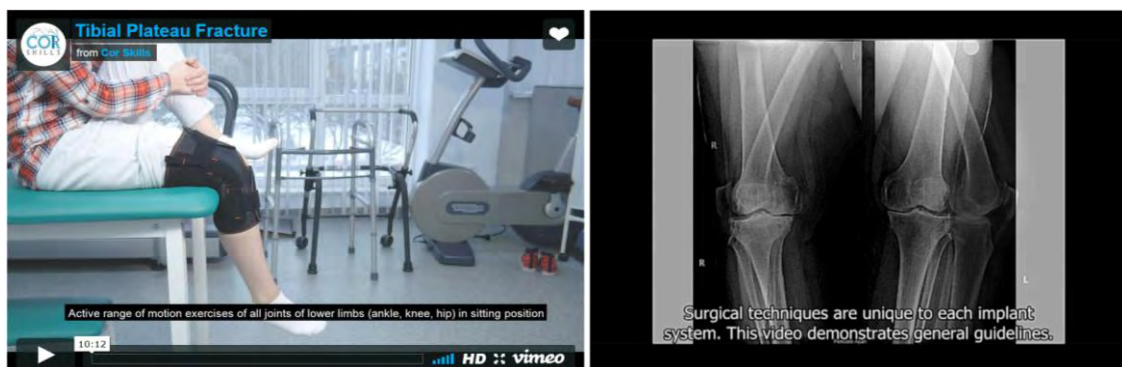 COR
SKILLS
Tibial Plateau Fracture
from Cor Skills
Active range of motion exercises of all joints of lower limbs (ankle, knee, hip) in sitting position
10:12
HD vimeo
R
R
L
Surgical techniques are unique to each implant
system. This video demonstrates general guidelines.